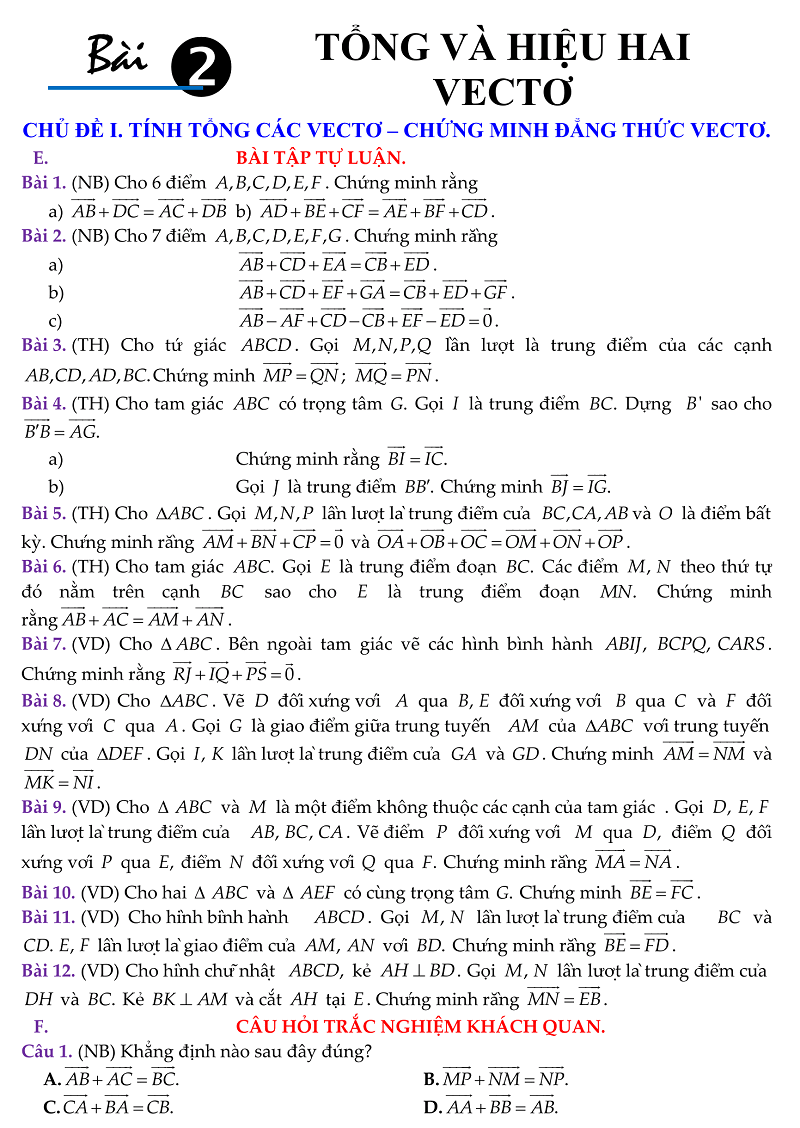 Bài 2
TỔNG VÀ HIỆU HAI
VECTƠ
CHỦ ĐỀ I. TÍNH TỔNG CÁC VECTƠ – CHỨNG MINH ĐẲNG THỨC VECTƠ.
E. BÀI TẬP TỰ LUẬN.
Bài 1. (NB) Cho 6 điểm A,B,C,D,E,F. Chứng minh rằng
a) $\overrightarrow{AB}+\overrightarrow{DC}=\overrightarrow{AC}+\overrightarrow{DB}$ b) $\overrightarrow{AD}+\overrightarrow{BE}+\overrightarrow{CF}=\overrightarrow{AE}+\overrightarrow{BF}+\overrightarrow{CD}$.
Bài 2. (NB) Cho 7 điểm A,B,C,D,E,F,G. Chứng minh rằng
a) $\overrightarrow{AB}+\overrightarrow{CD}+\overrightarrow{EA}=\overrightarrow{CB}+\overrightarrow{ED}$.
b) $\overrightarrow{AB}+\overrightarrow{CD}+\overrightarrow{EF}+\overrightarrow{GA}=\overrightarrow{CB}+\overrightarrow{ED}+\overrightarrow{GF}$.
c) $\overrightarrow{AB}-\overrightarrow{AF}+\overrightarrow{CD}-\overrightarrow{CB}+\overrightarrow{EF}-\overrightarrow{ED}=\vec{0}$.
Bài 3. (TH) Cho tứ giác ABCD. Gọi M,N,P,Q lần lượt là trung điểm của các cạnh
AB,CD,AD,BC. Chứng minh $\overrightarrow{MP}=\overrightarrow{QN}$; $\overrightarrow{MQ}=\overrightarrow{PN}$.
Bài 4. (TH) Cho tam giác ABC có trọng tâm G. Gọi I là trung điểm BC. Dựng B' sao cho
$\overrightarrow{B'B}=\overrightarrow{AG}$.
a) Chứng minh rằng $\overrightarrow{BI}=\overrightarrow{IC}$.
b) Gọi J là trung điểm BB'. Chứng minh $\overrightarrow{BJ}=\overrightarrow{IG}$.
Bài 5. (TH) Cho ∆ABC. Gọi M,N,P lần lượt là trung điểm của BC,CA,AB và O là điểm bất
kỳ. Chứng minh rằng $\overrightarrow{AM}+\overrightarrow{BN}+\overrightarrow{CP}=\vec{0}$ và $\overrightarrow{OA}+\overrightarrow{OB}+\overrightarrow{OC}=\overrightarrow{OM}+\overrightarrow{ON}+\overrightarrow{OP}$.
Bài 6. (TH) Cho tam giác ABC. Gọi E là trung điểm đoạn BC. Các điểm M, N theo thứ tự
đó nằm trên cạnh BC sao cho E là trung điểm đoạn MN. Chứng minh
rằng $\overrightarrow{AB}+\overrightarrow{AC}=\overrightarrow{AM}+\overrightarrow{AN}$.
Bài 7. (VD) Cho ∆ ABC. Bên ngoài tam giác vẽ các hình bình hành ABIJ, BCPQ, CARS.
Chứng minh rằng $\overrightarrow{RJ}+\overrightarrow{IQ}+\overrightarrow{PS}=\vec{0}$.
Bài 8. (VD) Cho ∆ABC. Vẽ D đối xứng với A qua B, E đối xứng với B qua C và F đối
xứng với C qua A. Gọi G là giao điểm giữa trung tuyến AM của ∆ABC với trung tuyến
DN của ∆DEF. Gọi I, K lần lượt là trung điểm của GA và GD. Chứng minh $\overrightarrow{AM}=\overrightarrow{NM}$ và
$\overrightarrow{MK}=\overrightarrow{NI}$.
Bài 9. (VD) Cho ∆ ABC và M là một điểm không thuộc các cạnh của tam giác . Gọi D, E, F
lần lượt là trung điểm của AB, BC, CA. Vẽ điểm P đối xứng với M qua D, điểm Q đối
xứng với P qua E, điểm N đối xứng với Q qua F. Chứng minh rằng $\overrightarrow{MA}=\overrightarrow{NA}$.
Bài 10. (VD) Cho hai ∆ ABC và ∆ AEF có cùng trọng tâm G. Chứng minh $\overrightarrow{BE}=\overrightarrow{FC}$.
Bài 11. (VD) Cho hình bình hành ABCD. Gọi M, N lần lượt là trung điểm của BC và
CD. E, F lần lượt là giao điểm của AM, AN với BD. Chứng minh rằng $\overrightarrow{BE}=\overrightarrow{FD}$.
Bài 12. (VD) Cho hình chữ nhật ABCD, kẻ AH ⊥ BD. Gọi M, N lần lượt là trung điểm của
DH và BC. Kẻ BK ⊥ AM và cắt AH tại E. Chứng minh rằng $\overrightarrow{MN}=\overrightarrow{EB}$.
F. CÂU HỎI TRẮC NGHIỆM KHÁCH QUAN.
Câu 1. (NB) Khẳng định nào sau đây đúng?
A. $\overrightarrow{AB}+\overrightarrow{AC}=\overrightarrow{BC}$. B. $\overrightarrow{MP}+\overrightarrow{NM}=\overrightarrow{NP}$.
C. $\overrightarrow{CA}+\overrightarrow{BA}=\overrightarrow{CB}$. D. $\overrightarrow{AA}+\overrightarrow{BB}=\overrightarrow{AB}$.